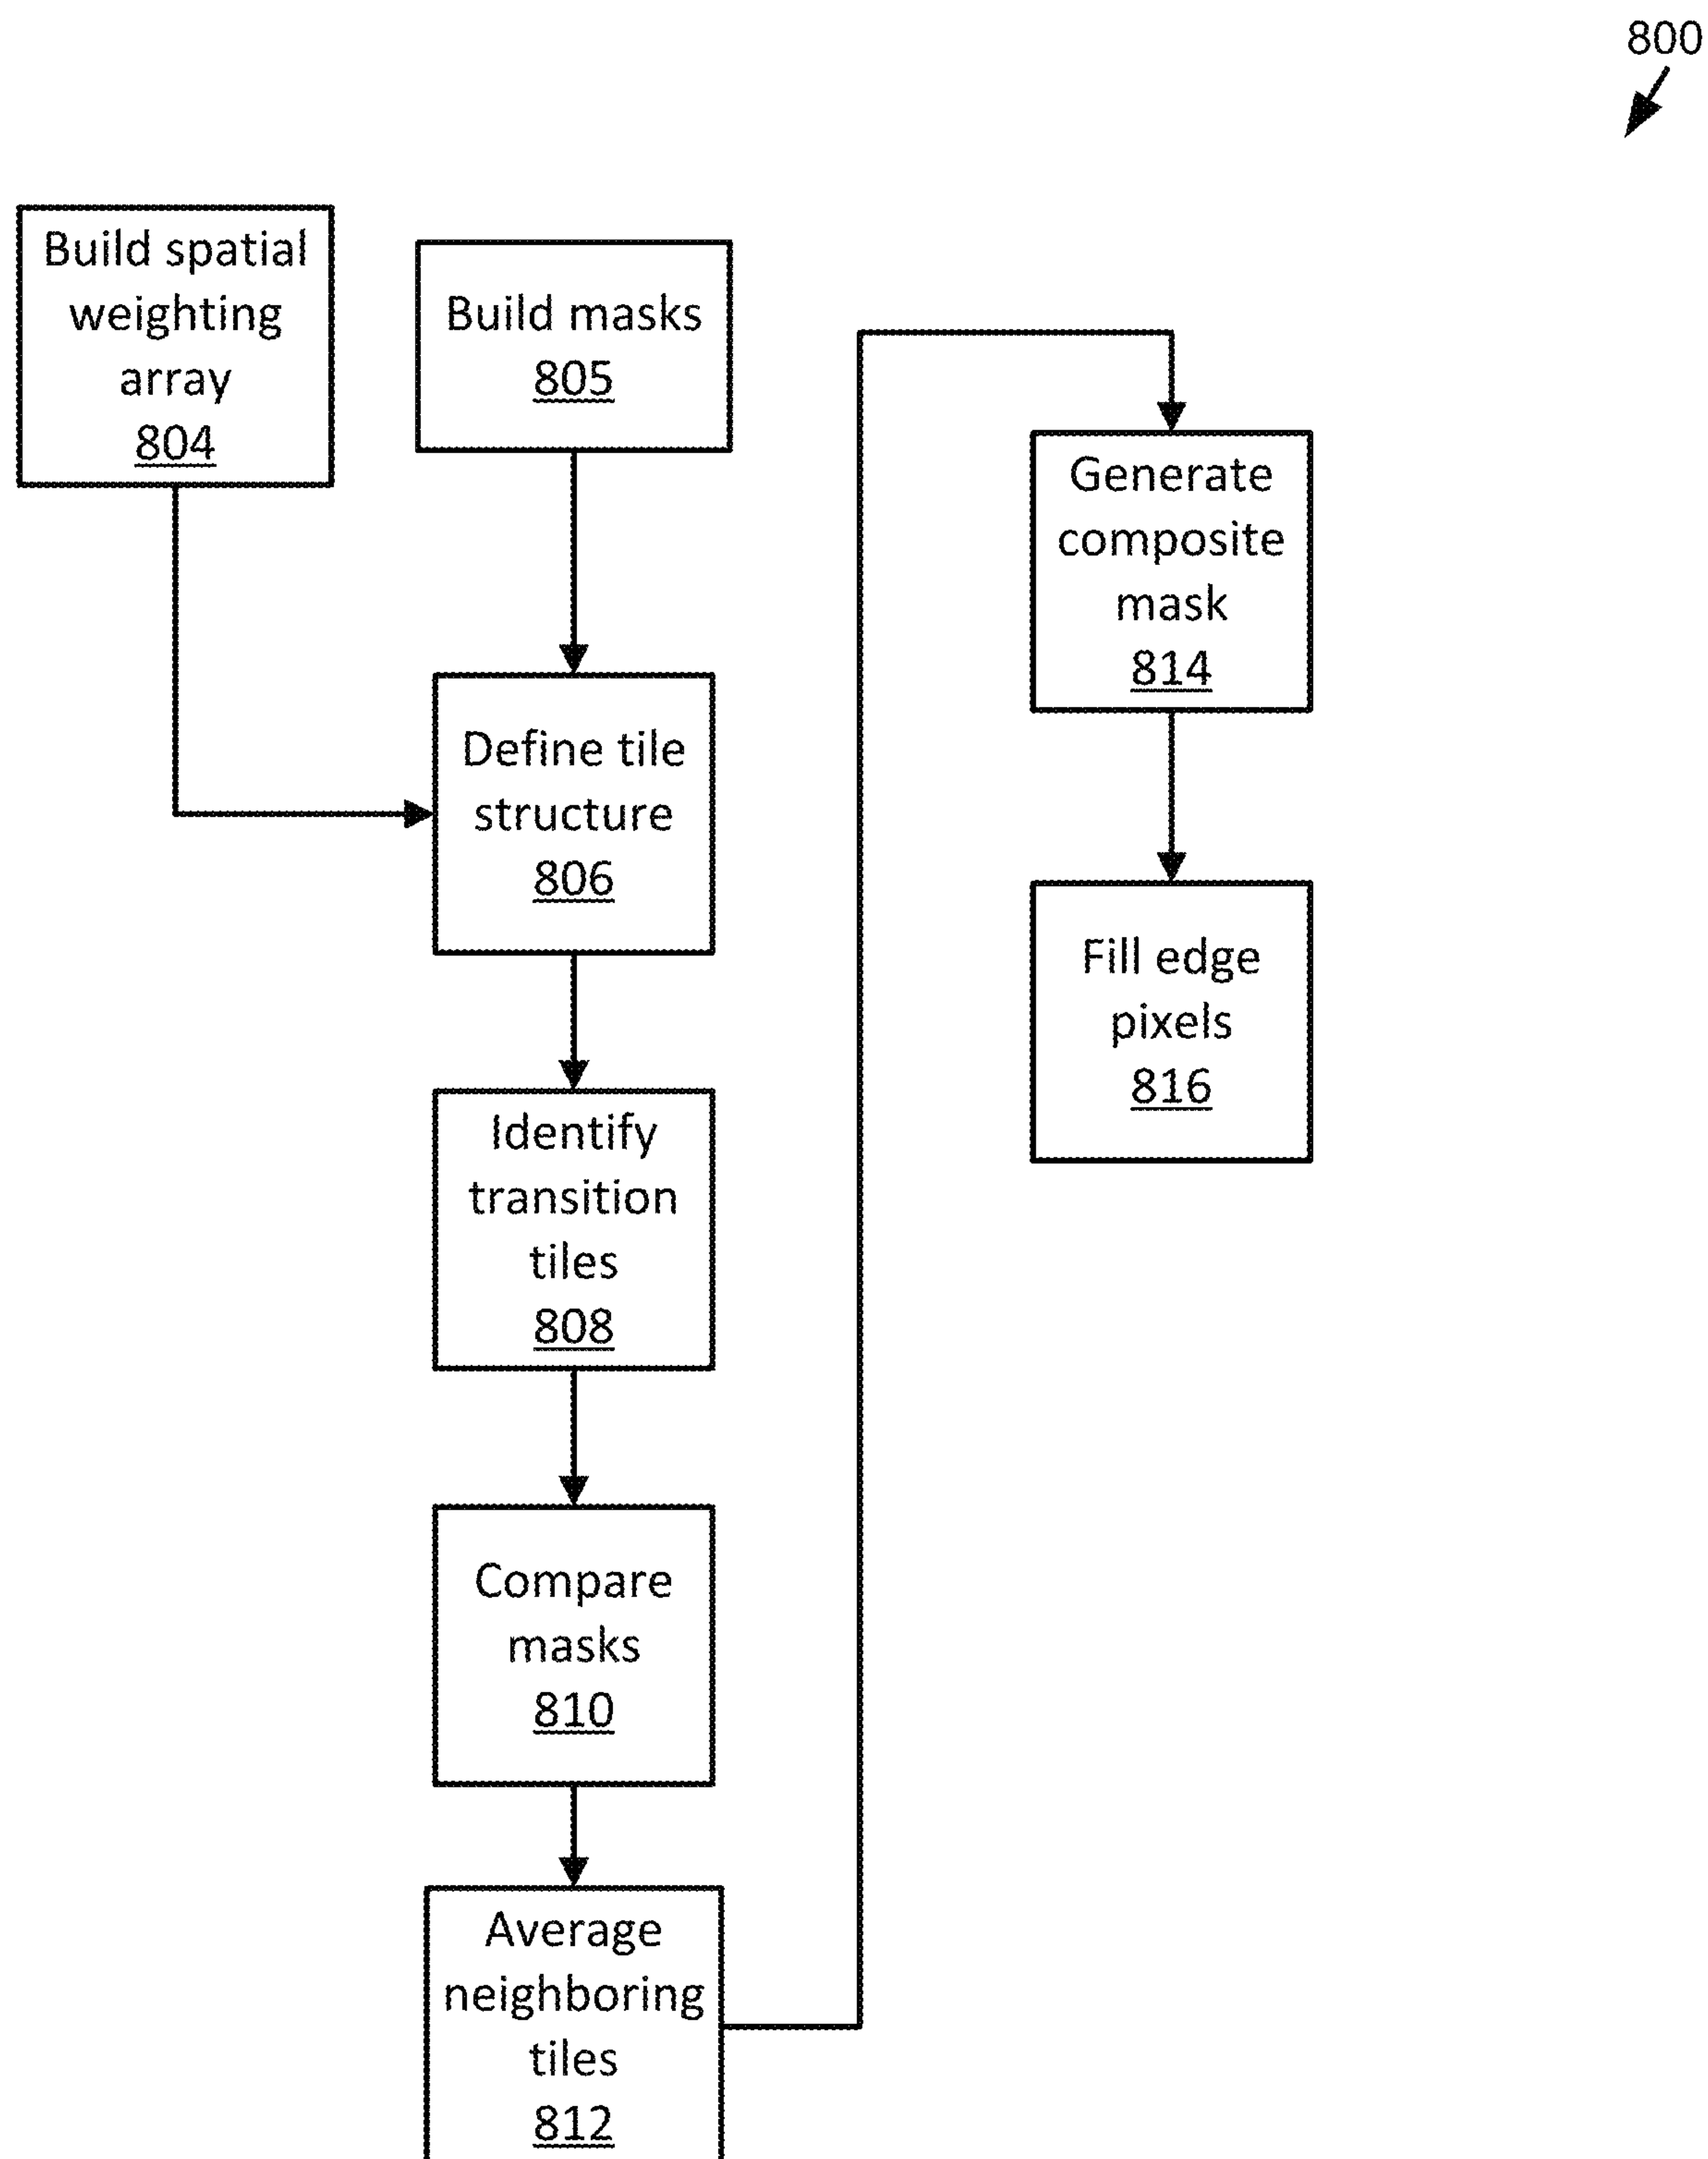 800
Build spatial
weighting
array
804
Build masks
805
Define tile
structure
806
Identify
transition
tiles
808
Compare
masks
810
Average
neighboring
tiles
812
Generate
composite
mask
814
Fill edge
pixels
816